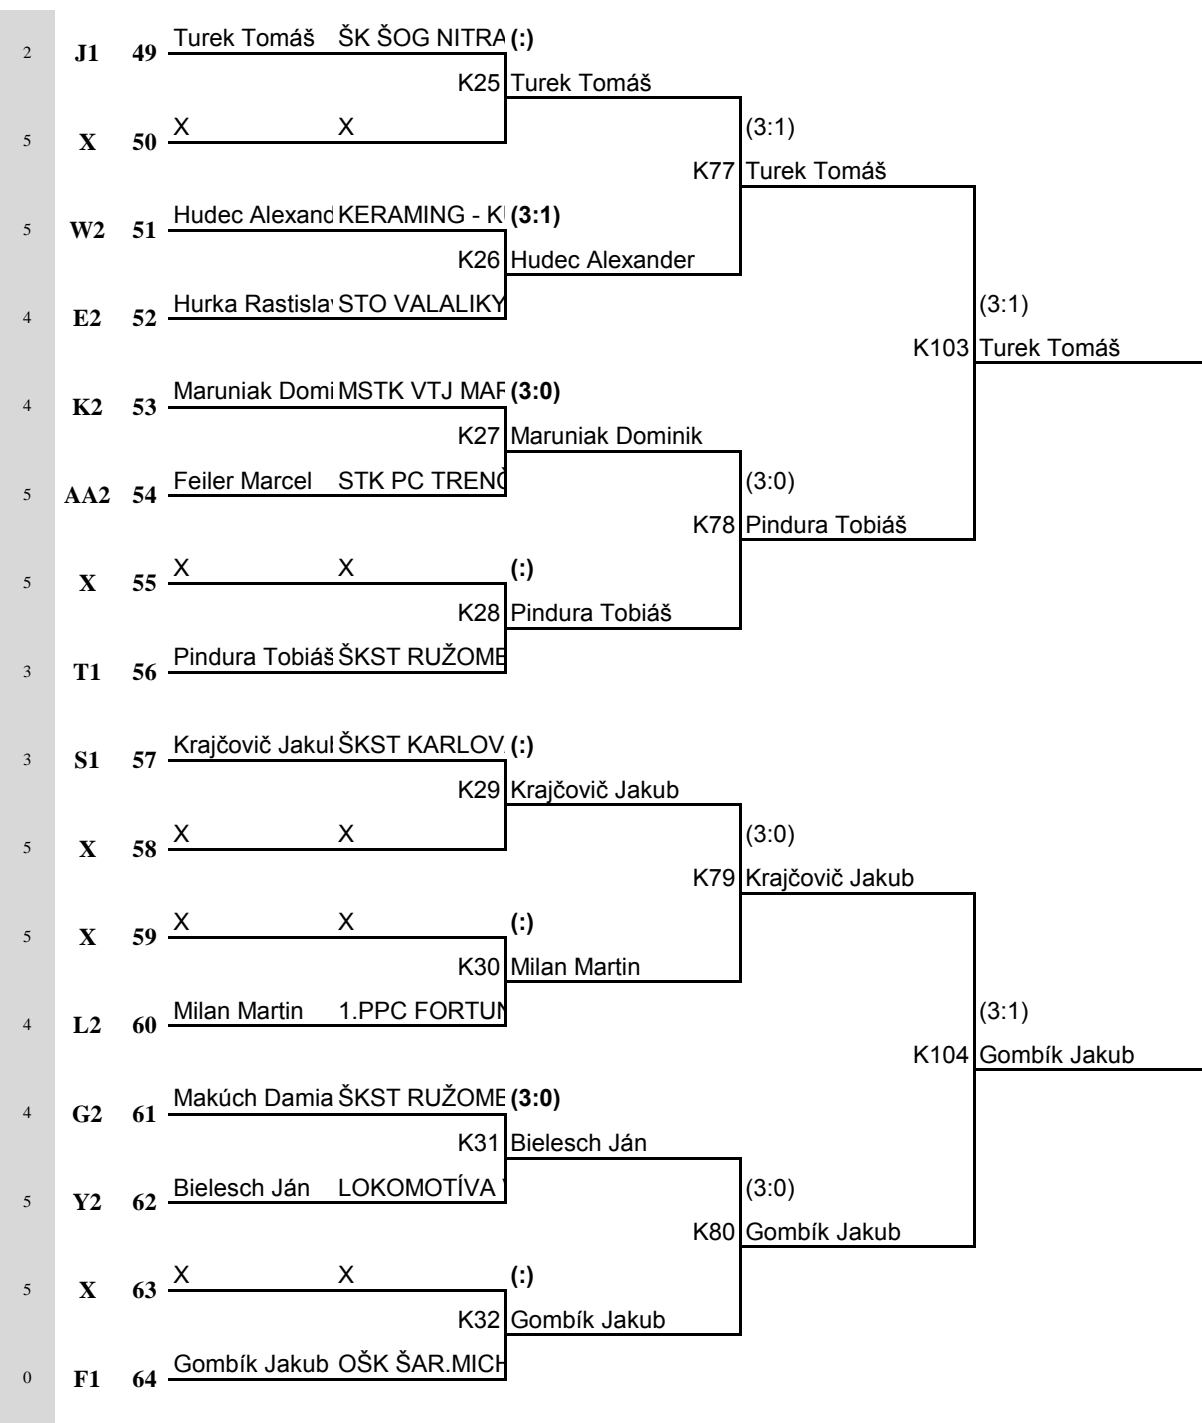 2 J1 49 Turek Tomáš ŠK ŠOG NITRA (:)
K25 Turek Tomáš
5 X 50 X X (3:1)
K77 Turek Tomáš
5 W2 51 Hudec Alexand KERAMING - K (3:1)
K26 Hudec Alexander
4 E2 52 Hurka Rastisla STO VALALIKY (3:1)
K103 Turek Tomáš
4 K2 53 Maruniak Domi MSTK VTJ MAR (3:0)
K27 Maruniak Dominik
5 AA2 54 Feiler Marcel STK PC TRENČ (3:0)
K78 Pindura Tobiáš
5 X 55 X X (:)
K28 Pindura Tobiáš
3 T1 56 Pindura Tobiáš ŠKST RUŽOME
3 S1 57 Krajčovič Jakul ŠKST KARLOV (:)
K29 Krajčovič Jakub
5 X 58 X X (3:0)
K79 Krajčovič Jakub
5 X 59 X X (:)
K30 Milan Martin
4 L2 60 Milan Martin 1.PPC FORTUN (3:1)
K104 Gombík Jakub
4 G2 61 Makúch Damia ŠKST RUŽOME (3:0)
K31 Bielesch Ján
5 Y2 62 Bielesch Ján LOKOMOTÍVA (3:0)
K80 Gombík Jakub
5 X 63 X X (:)
K32 Gombík Jakub
0 F1 64 Gombík Jakub OŠK ŠAR.MICH